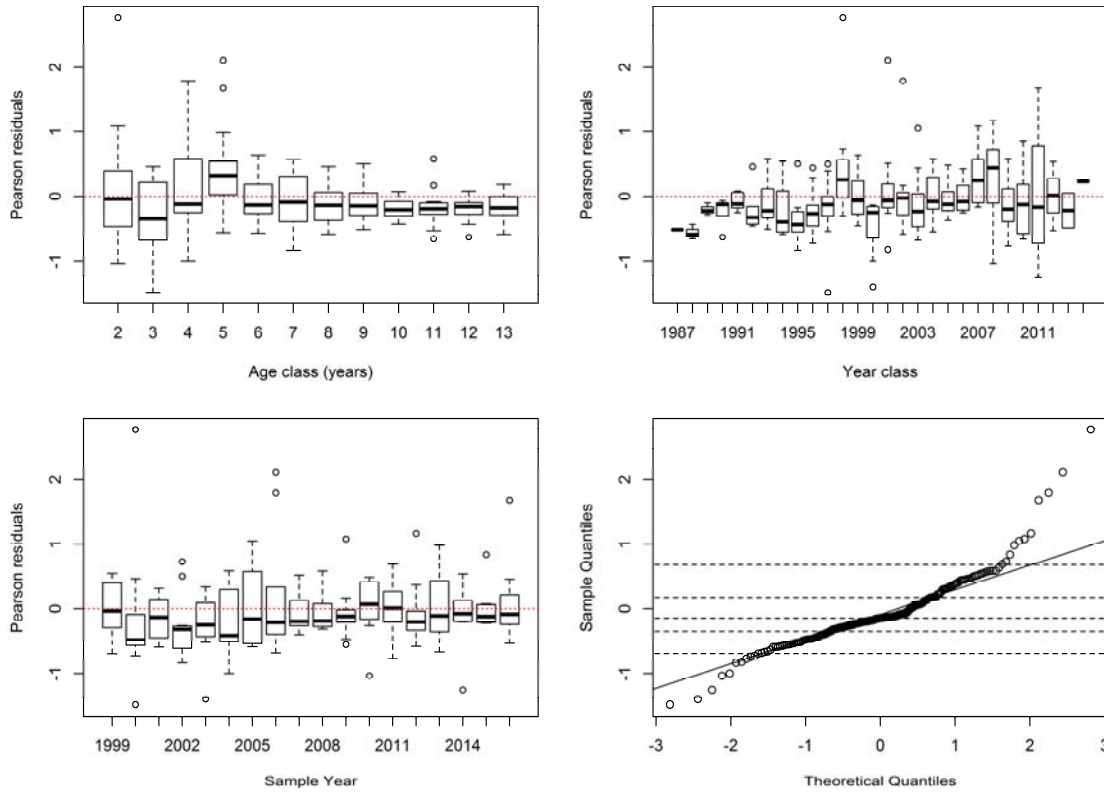 Pearson residuals
2
1
0
-1
2 3 4 5 6 7 8 9 10 11 12 13
Age class (years)
Pearson residuals
2
1
0
-1
1987 1991 1995 1999 2003 2007 2011
Year class
Pearson residuals
2
1
0
-1
1999 2002 2005 2008 2011 2014
Sample Year
Sample Quantiles
2
1
0
-1
-3 -2 -1 0 1 2 3
Theoretical Quantiles